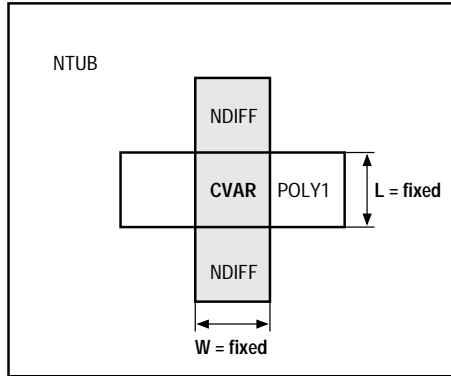 NTUB
NDIFF
CVAR
POLY1
L = fixed
NDIFF
W = fixed